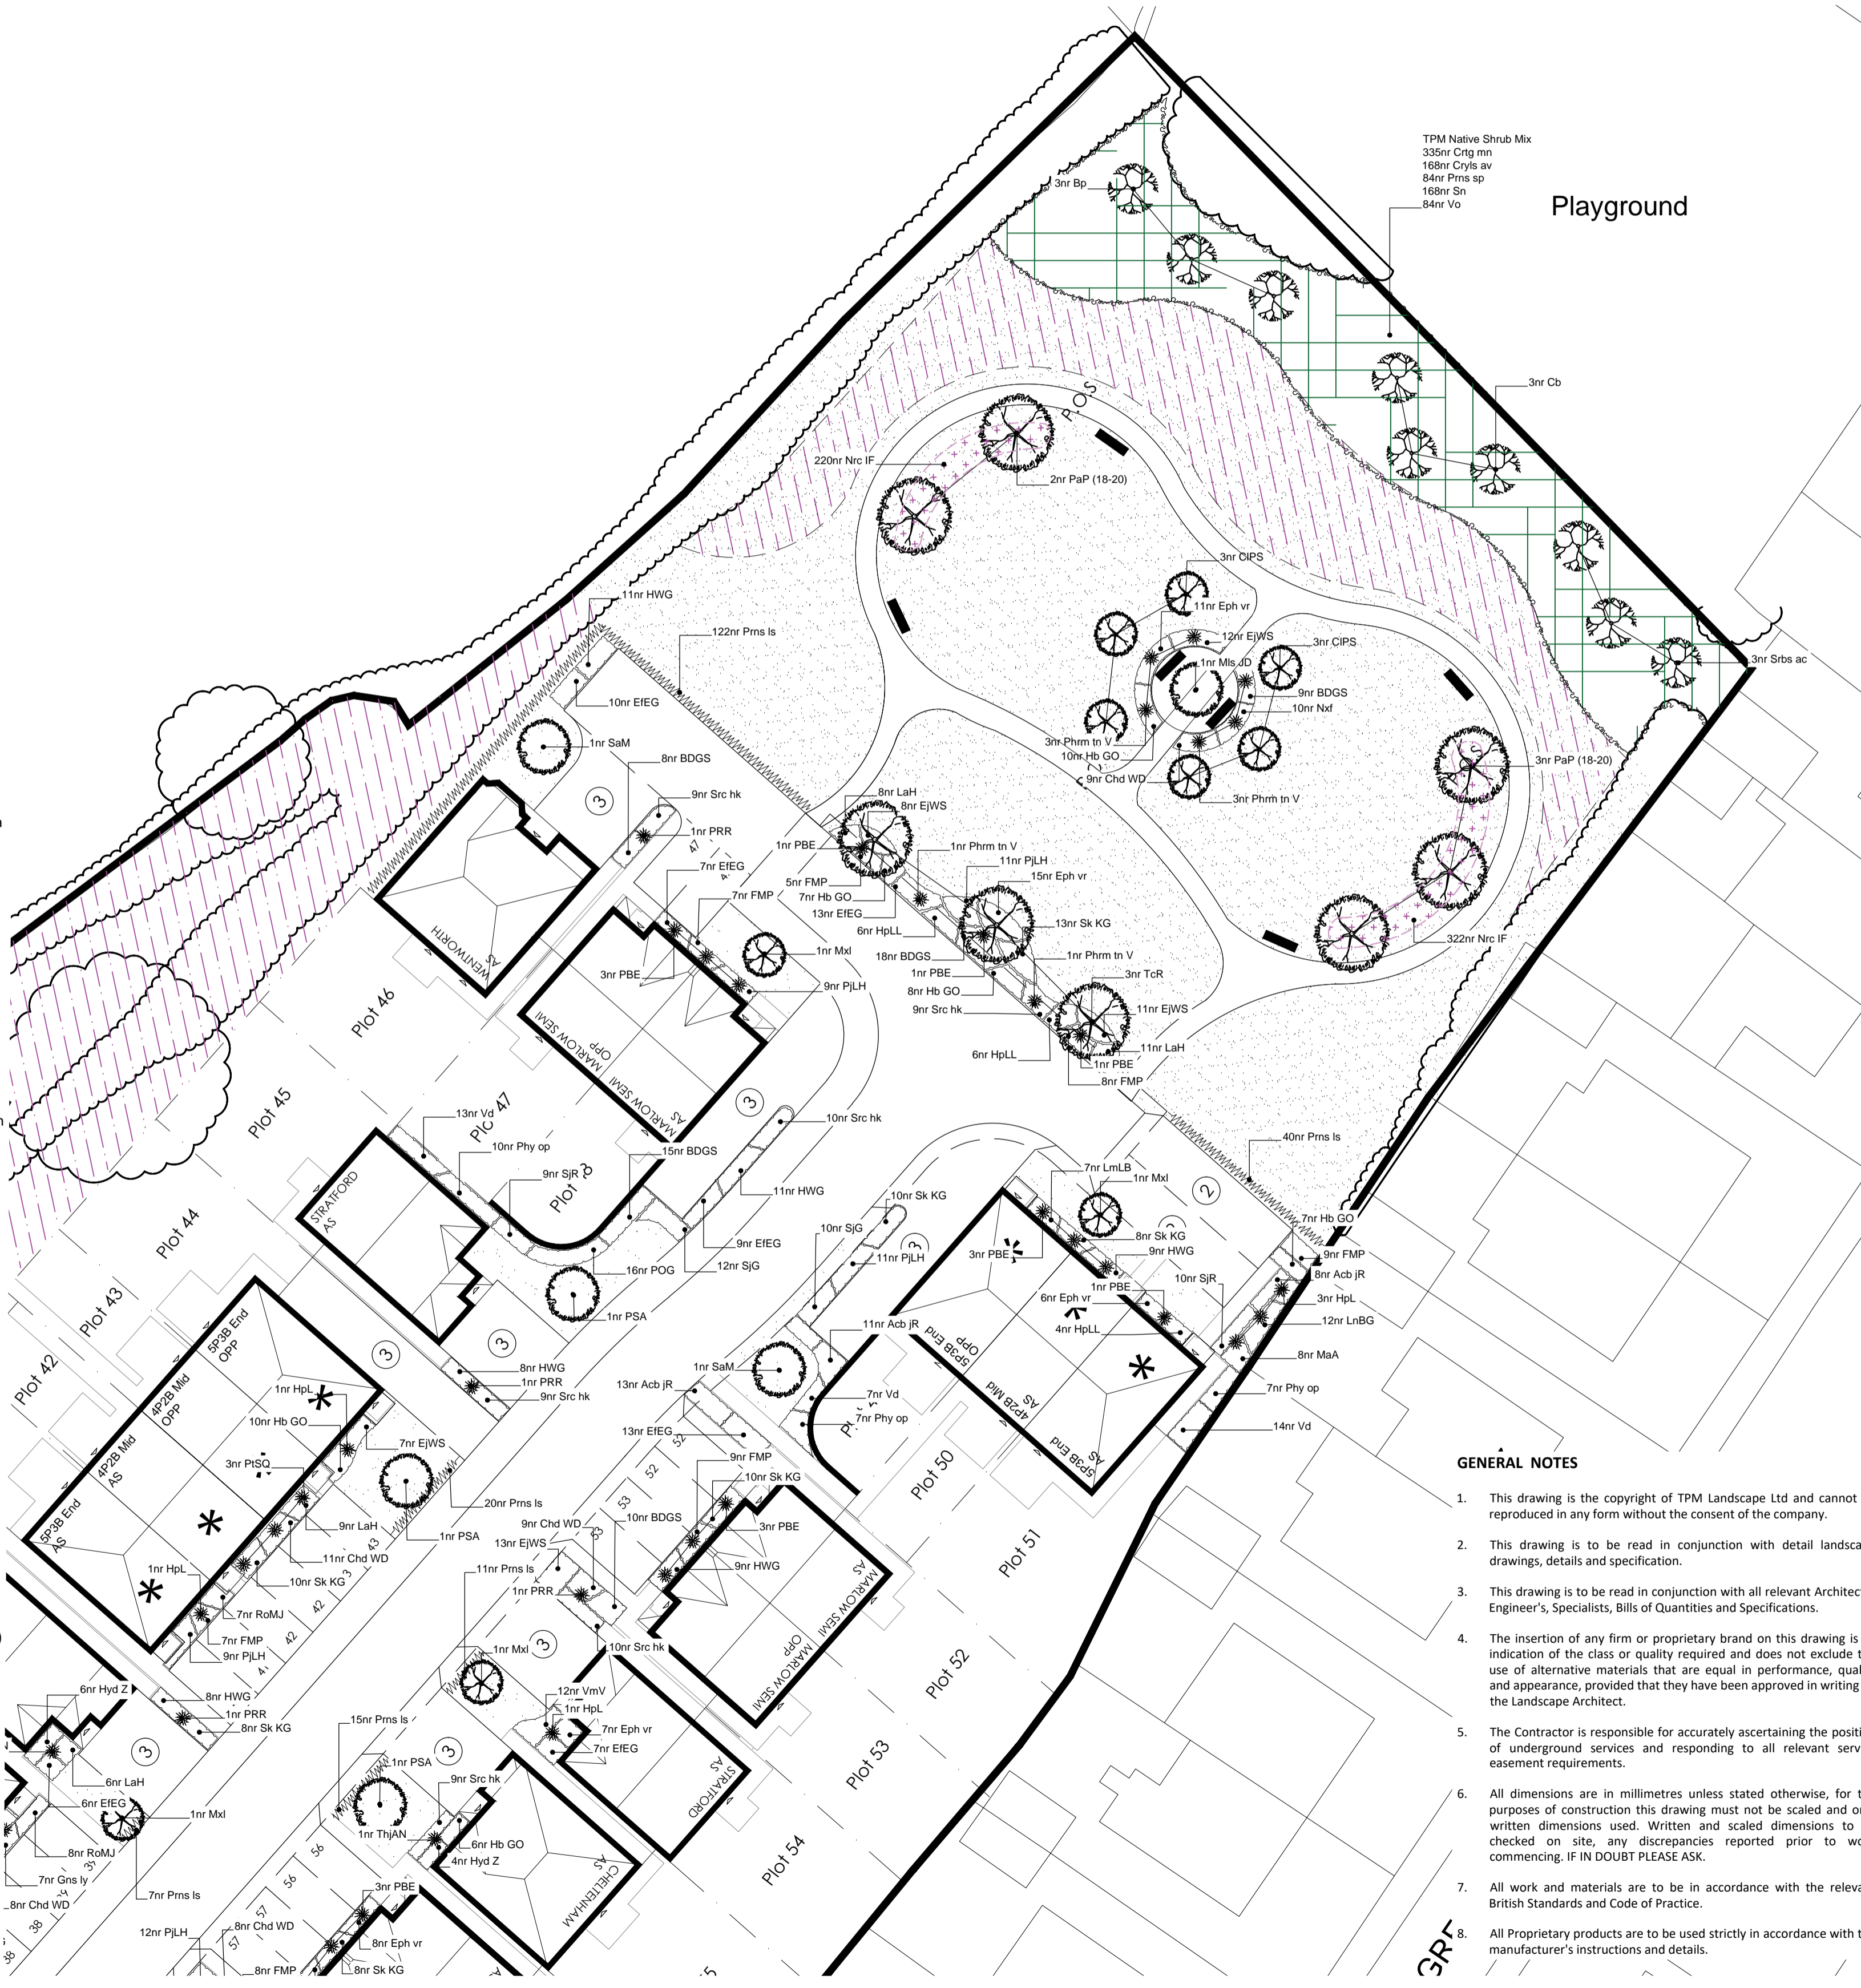 TPM Native Shrub Mix
335nr Crtg mn
168nr Cryls av
84nr Prns sp
168nr Sn
84nr Vo
Playground
3nr Bp
3nr Cb
P.OS
220nr Nrc IF
2nr PaP (18-20)
3nr ClPS
11nr HWG
11nr Eph vr
122nr Prns ls
12nr EjWS
3nr ClPS
1nr Mls JD
3nr Srbs ac
9nr BDGS
10nr EfEG
10nr Nxf
1nr SaM
3nr Phrm tn V
10nr Hb GO
8nr BDGS
3nr PaP (18-20)
9nr Chd WD
9nr Src hk
8nr LaH
3nr Phrm tn V
8nr EjWS
3
1nr PRR
1nr PBE
47
1nr Phrm tn V
7nr EfEG
11nr PjLH
15nr Eph vr
5nr FMP
7nr FMP
7nr Hb GO
13nr EfEG
13nr Sk KG
6nr HpLL
322nr Nrc IF
WENTWORTH
AS
1nr Mxl
18nr BDGS
1nr Phrm tn V
3nr PBE
1nr PBE
3nr TcR
9nr PjLH
8nr Hb GO
9nr Src hk
11nr EjWS
Plot 46
MARLOW SEMI
OPP
MARLOW SEMI
AS
6nr HpLL
11nr LaH
1nr PBE
8nr FMP
Plot 45
3
13nr Vd
47
10nr Src hk
10nr Phy op
15nr BDGS
40nr Prns ls
9nr SjR
7nr LmLB
1nr Mxl
11nr HWG
2
STRATFORD
AS
10nr Sk KG
Plot 44
10nr SjG
7nr Hb GO
9nr EfEG
3
8nr Sk KG
9nr HWG
3nr PBE
9nr FMP
11nr PjLH
16nr POG
12nr SjG
10nr SjR
8nr Acb jR
1nr PBE
6nr Eph vr
3nr HpL
Plot 43
1nr PSA
11nr Acb jR
12nr LnBG
4nr HpLL
3
3
5P3B End
OPP
8nr MaA
5P3B End
OPP
8nr HWG
1nr SaM
1nr PRR
Plot 42
1nr HpL
13nr Acb jR
7nr Vd
4P2B Mid
AS
7nr Phy op
9nr Src hk
4P2B Mid
OPP
10nr Hb GO
7nr Phy op
7nr EjWS
13nr EfEG
52
14nr Vd
4P2B Mid
AS
9nr FMP
5P3B End
AS
3nr PtSQ
52
10nr Sk KG
Plot 50
20nr Prns ls
53
5P3B End
AS
9nr LaH
9nr Chd WD
10nr BDGS
3nr PBE
1nr PSA
53
Plot 51
13nr EjWS
11nr Chd WD
43
9nr HWG
1nr HpL
11nr Prns ls
10nr Sk KG
1nr PRR
MARLOW SEMI
AS
7nr RoMJ
42
7nr FMP
42
10nr Src hk
MARLOW SEMI
OPP
9nr PjLH
1nr Mxl
3
Plot 52
6nr Hyd Z
8nr HWG
12nr VmV
1nr PRR
1nr HpL
8nr Sk KG
15nr Prns ls
7nr Eph vr
3
3
7nr EfEG
Plot 53
1nr PSA
6nr LaH
9nr Src hk
STRATFORD
AS
6nr EfEG
1nr Mxl
1nr ThjAN
6nr Hb GO
8nr RoMJ
39
4nr Hyd Z
Plot 54
7nr Gns ly
56
7nr Prns ls
56
CHELTENHAM
AS
8nr Chd WD
3nr PBE
38
57
12nr PjLH
8nr Chd WD
57
8nr Eph vr
38
8nr FMP
8nr Sk KG
GENERAL NOTES
1. This drawing is the copyright of TPM Landscape Ltd and cannot
reproduced in any form without the consent of the company.
2. This drawing is to be read in conjunction with detail landsca
drawings, details and specification.
3. This drawing is to be read in conjunction with all relevant Architec
Engineer's, Specialists, Bills of Quantities and Specifications.
4. The insertion of any firm or proprietary brand on this drawing is
indication of the class or quality required and does not exclude t
use of alternative materials that are equal in performance, qual
and appearance, provided that they have been approved in writing
the Landscape Architect.
5. The Contractor is responsible for accurately ascertaining the positi
of underground services and responding to all relevant serv
easement requirements.
6. All dimensions are in millimetres unless stated otherwise, for t
purposes of construction this drawing must not be scaled and o
written dimensions used. Written and scaled dimensions to
checked on site, any discrepancies reported prior to wo
commencing. IF IN DOUBT PLEASE ASK.
7. All work and materials are to be in accordance with the releva
British Standards and Code of Practice.
8. All Proprietary products are to be used strictly in accordance with t
manufacturer's instructions and details.